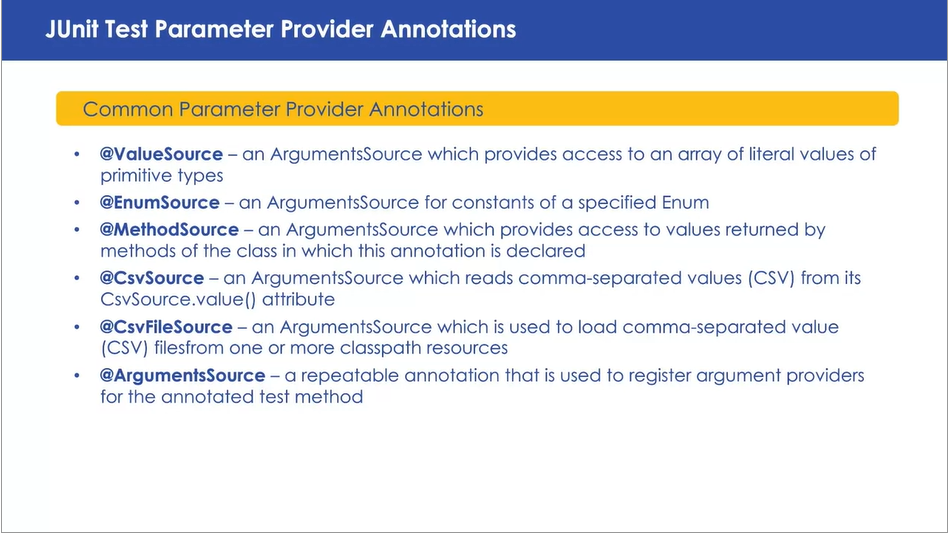 JUnit Test Parameter Provider Annotations
Common Parameter Provider Annotations
• @ValueSource – an ArgumentsSource which provides access to an array of literal values of
primitive types
• @EnumSource – an ArgumentsSource for constants of a specified Enum
• @MethodSource – an ArgumentsSource which provides access to values returned by
methods of the class in which this annotation is declared
• @CsvSource – an ArgumentsSource which reads comma-separated values (CSV) from its
CsvSource.value() attribute
• @CsvFileSource – an ArgumentsSource which is used to load comma-separated value
(CSV) filesfrom one or more classpath resources
• @ArgumentsSource – a repeatable annotation that is used to register argument providers
for the annotated test method